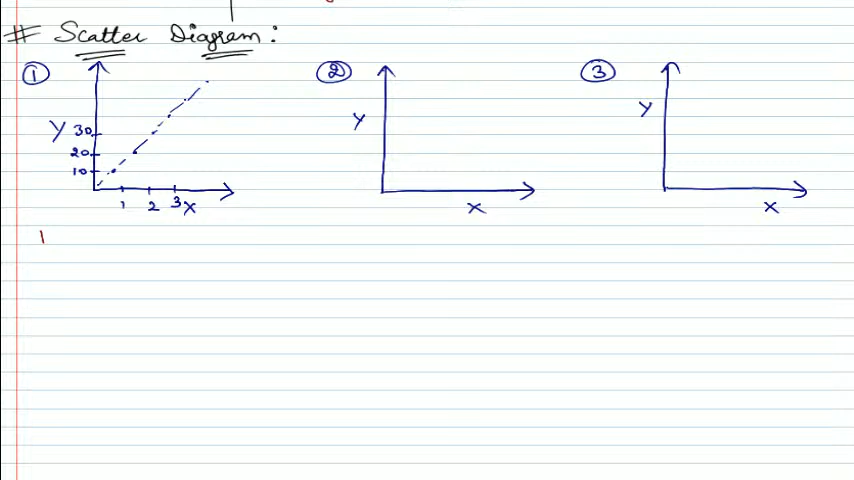 # Scatter Diagram:
① ② ③
Y 30 20 10
1 2 3 X
Y
X
Y
X